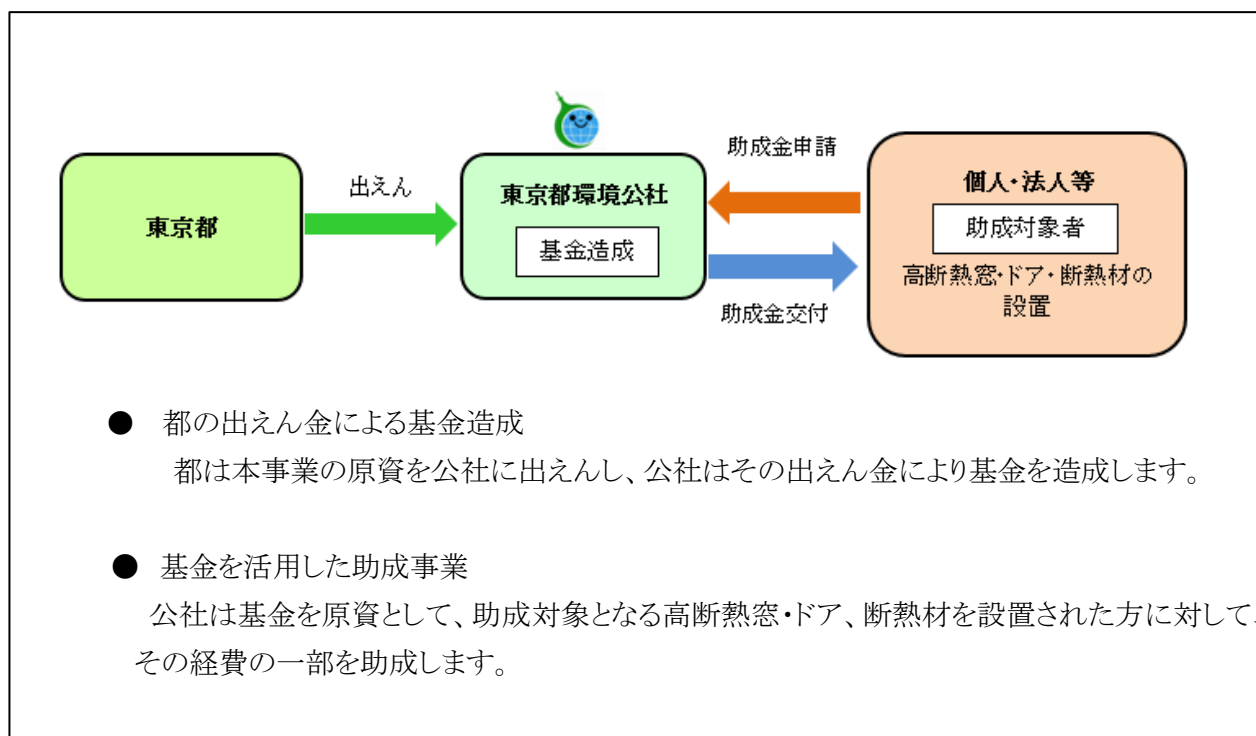 東京都
出えん
東京都環境公社
基金造成
助成金申請
助成金交付
個人・法人等
助成対象者
高断熱窓・ドア・断熱材の
設置
● 都の出えん金による基金造成
都は本事業の原資を公社に出えんし、公社はその出えん金により基金を造成します。
● 基金を活用した助成事業
公社は基金を原資として、助成対象となる高断熱窓・ドア、断熱材を設置された方に対して、
その経費の一部を助成します。